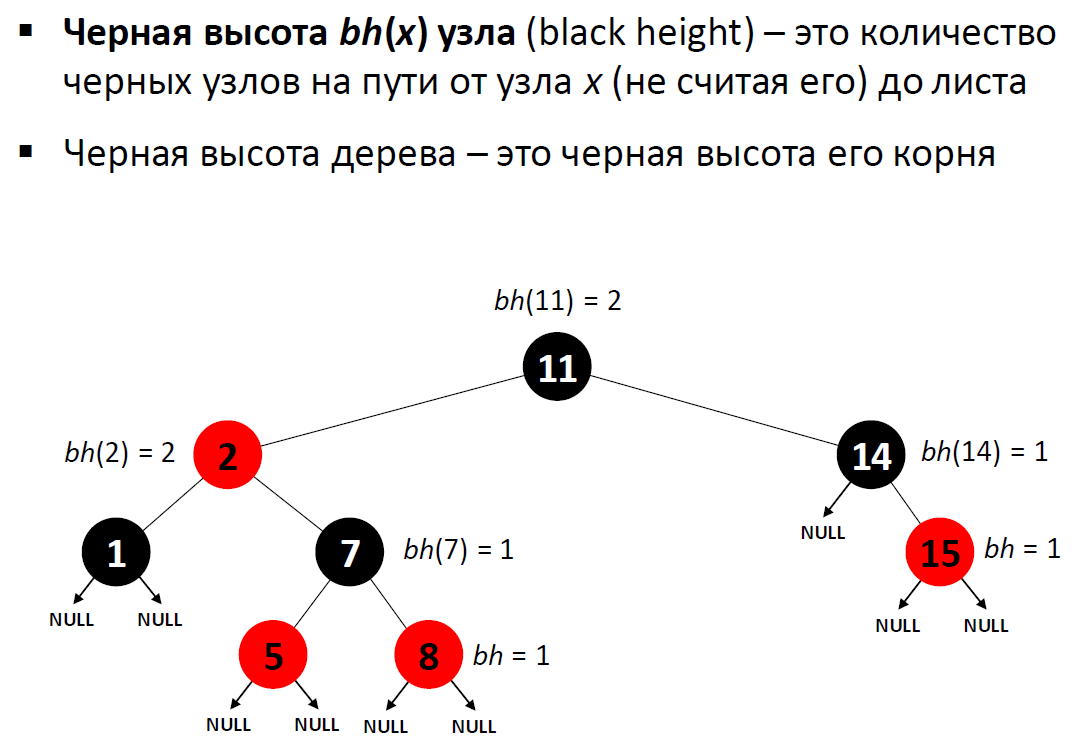 ▪ Черная высота bh(x) узла (black height) – это количество
черных узлов на пути от узла x (не считая его) до листа
▪ Черная высота дерева – это черная высота его корня
bh(11) = 2
11
bh(2) = 2
2
14
bh(14) = 1
NULL
1
7
bh(7) = 1
15
bh = 1
NULL
NULL
NULL
NULL
5
8
bh = 1
NULL
NULL
NULL
NULL